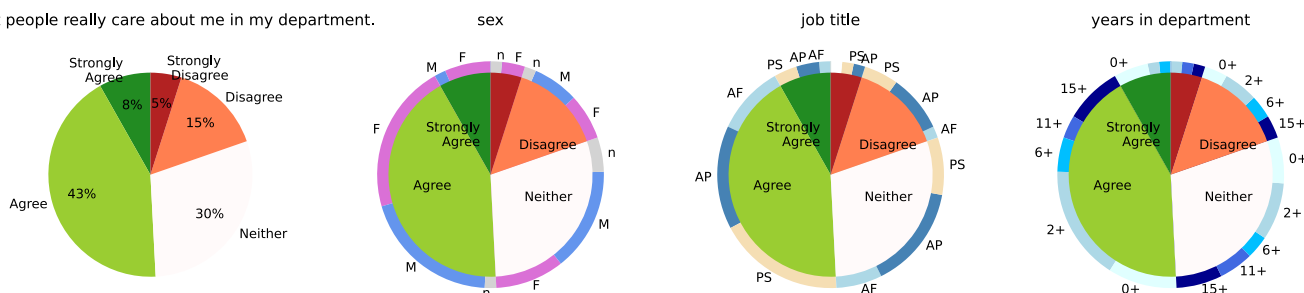 people really care about me in my department.
Strongly
Agree
8%
Strongly
Disagree
5%
Disagree
15%
Agree
43%
30%
Neither
sex
M
F
n
F
n
M
F
F
Strongly
Agree
Disagree
n
Agree
Neither
M
M
n
F
job title
PS
AP
AF
PS
AP
PS
AF
AP
Strongly
Agree
Disagree
AF
AP
Agree
Neither
PS
AP
PS
AF
years in department
0+
0+
2+
15+
6+
11+
Strongly
Agree
Disagree
15+
6+
0+
Agree
Neither
2+
2+
6+
11+
0+
15+